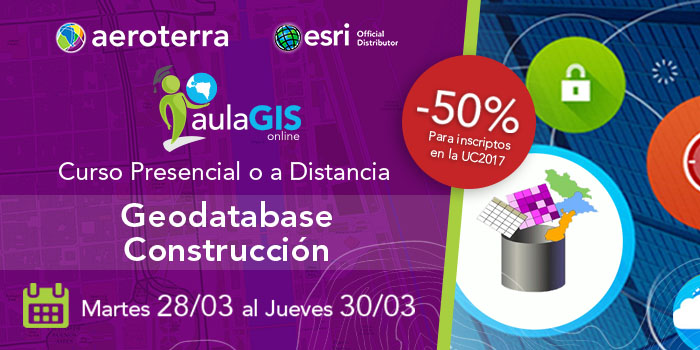 aeroterra
esri Official
Distributor
aulaGIS
online
Curso Presencial o a Distancia
Geodatabase
Construcción
Martes 28/03 al Jueves 30/03
-50%
Para inscriptos
en la UC2017